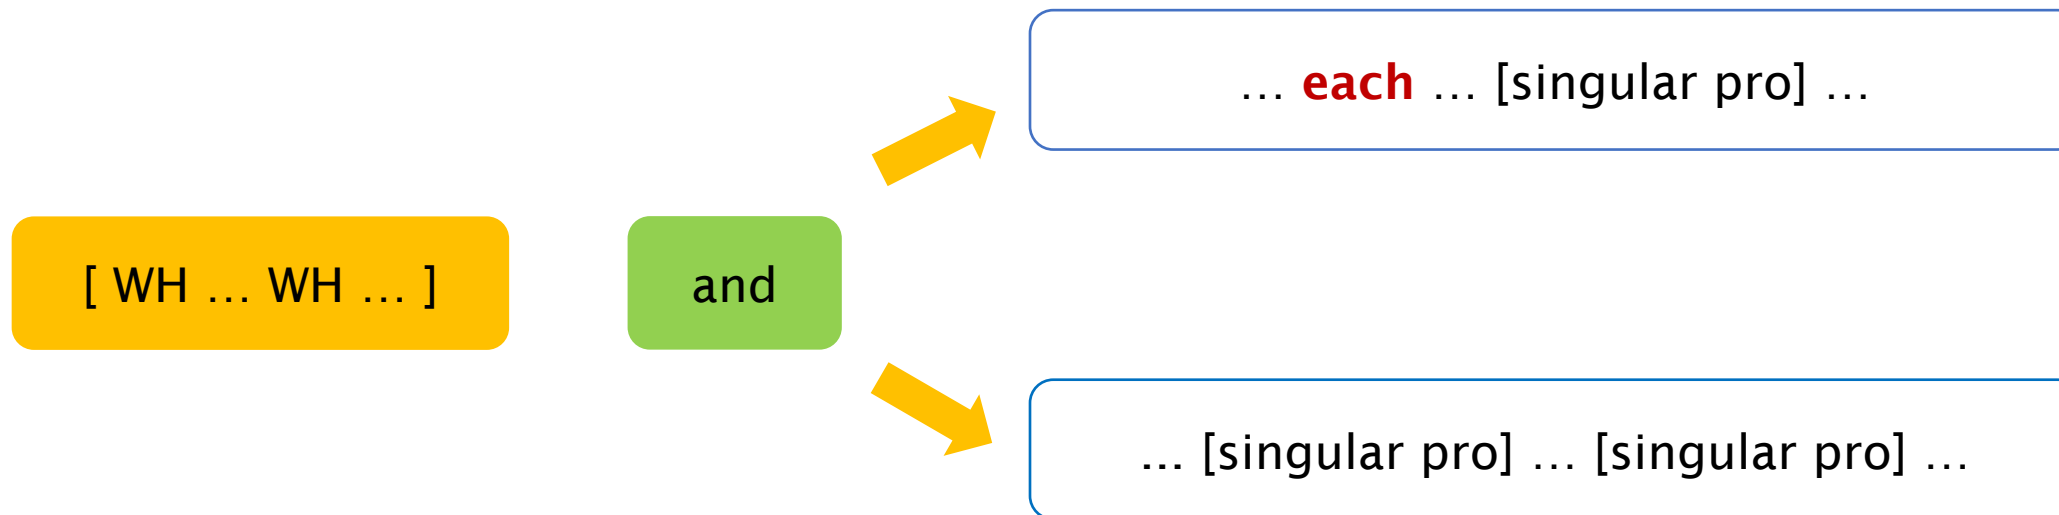 … each … [singular pro] …
[ WH … WH … ]
and
… [singular pro] … [singular pro] …